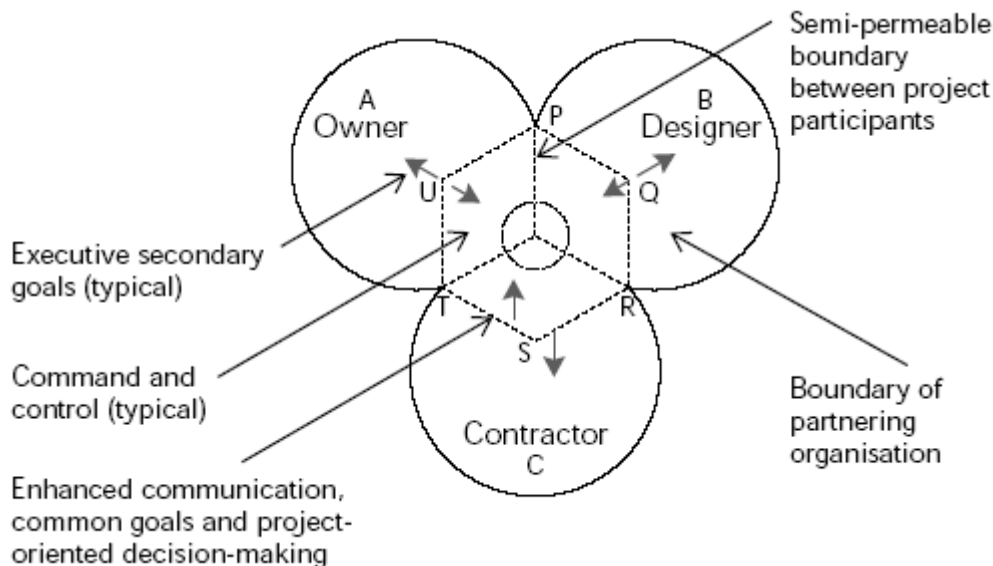 Semi-permeable
boundary
between project
participants
A
Owner
B
Designer
P
U
Q
Executive secondary
goals (typical)
T
R
S
Command and
control (typical)
Boundary of
partnering
organisation
Contractor
C
Enhanced communication,
common goals and project-
oriented decision-making